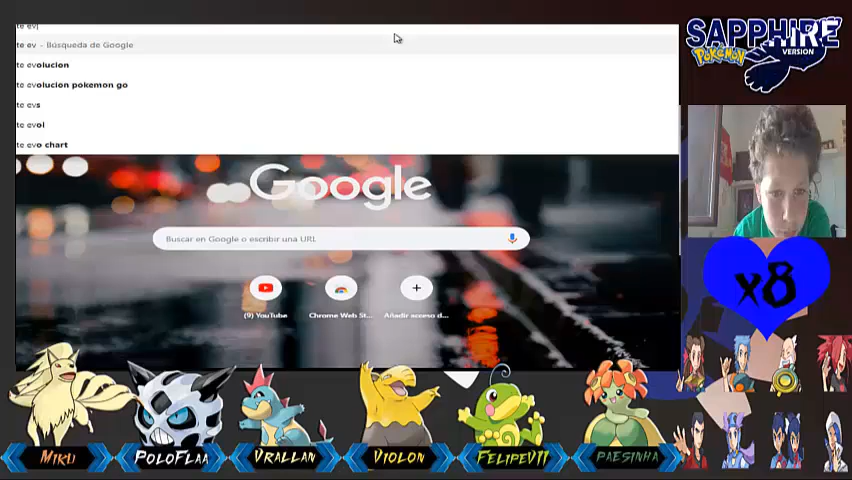 te ev
te ev - Búsqueda de Google
te evolucion
te evolucion pokemon go
te evs
te evol
te evo chart
Google
Buscar en Google o escribir una URL
(9) YouTube
Chrome Web St...
Añadir acceso d...
SAPPHIRE
POKéMON
VERSION
x8
MIKU
POLOFLAA
VRALLAN
VIOLON
FELIPEVII
PAESINHA